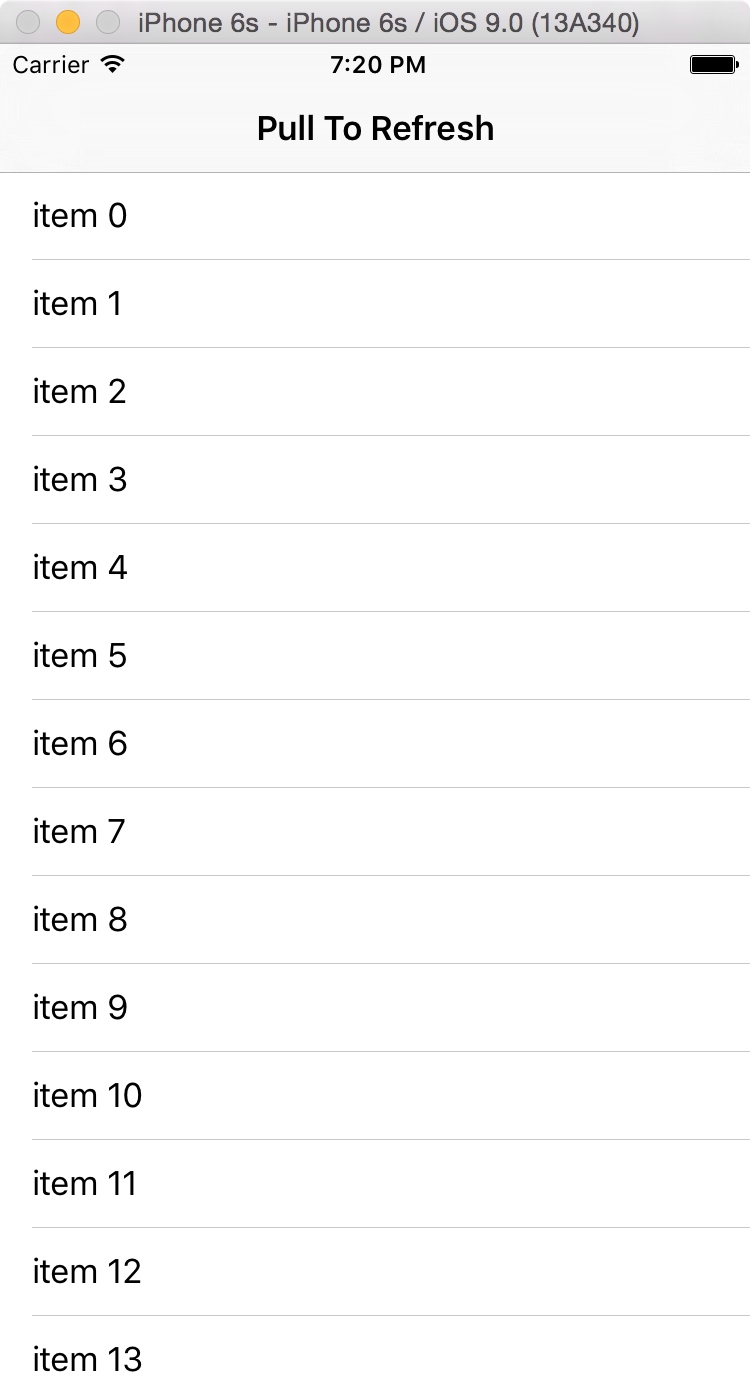 iPhone 6s - iPhone 6s / iOS 9.0 (13A340)
Carrier 7:20 PM
Pull To Refresh
item 0
item 1
item 2
item 3
item 4
item 5
item 6
item 7
item 8
item 9
item 10
item 11
item 12
item 13